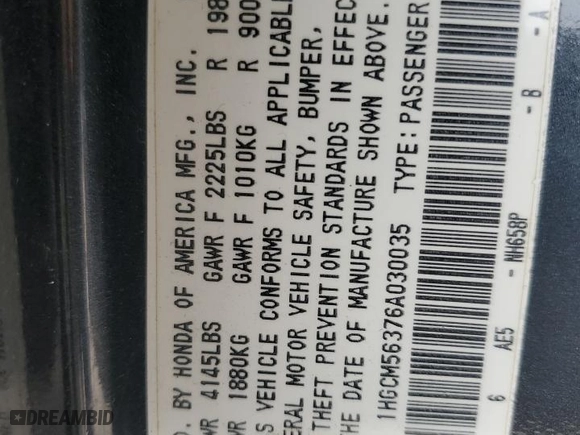 D. BY HONDA OF AMERICA MFG., INC.
WR 4145LBS GAWR F 2225LBS R 198
WR 1880KG GAWR F 1010KG R 900
S VEHICLE CONFORMS TO ALL APPLICABL
ERAL MOTOR VEHICLE SAFETY, BUMPER,
THEFT PREVENTION STANDARDS IN EFFEC
HE DATE OF MANUFACTURE SHOWN ABOVE.
1HGCM56376A030035 TYPE: PASSENGER
6 AE5 - NH658P - B - A
DREAMBID